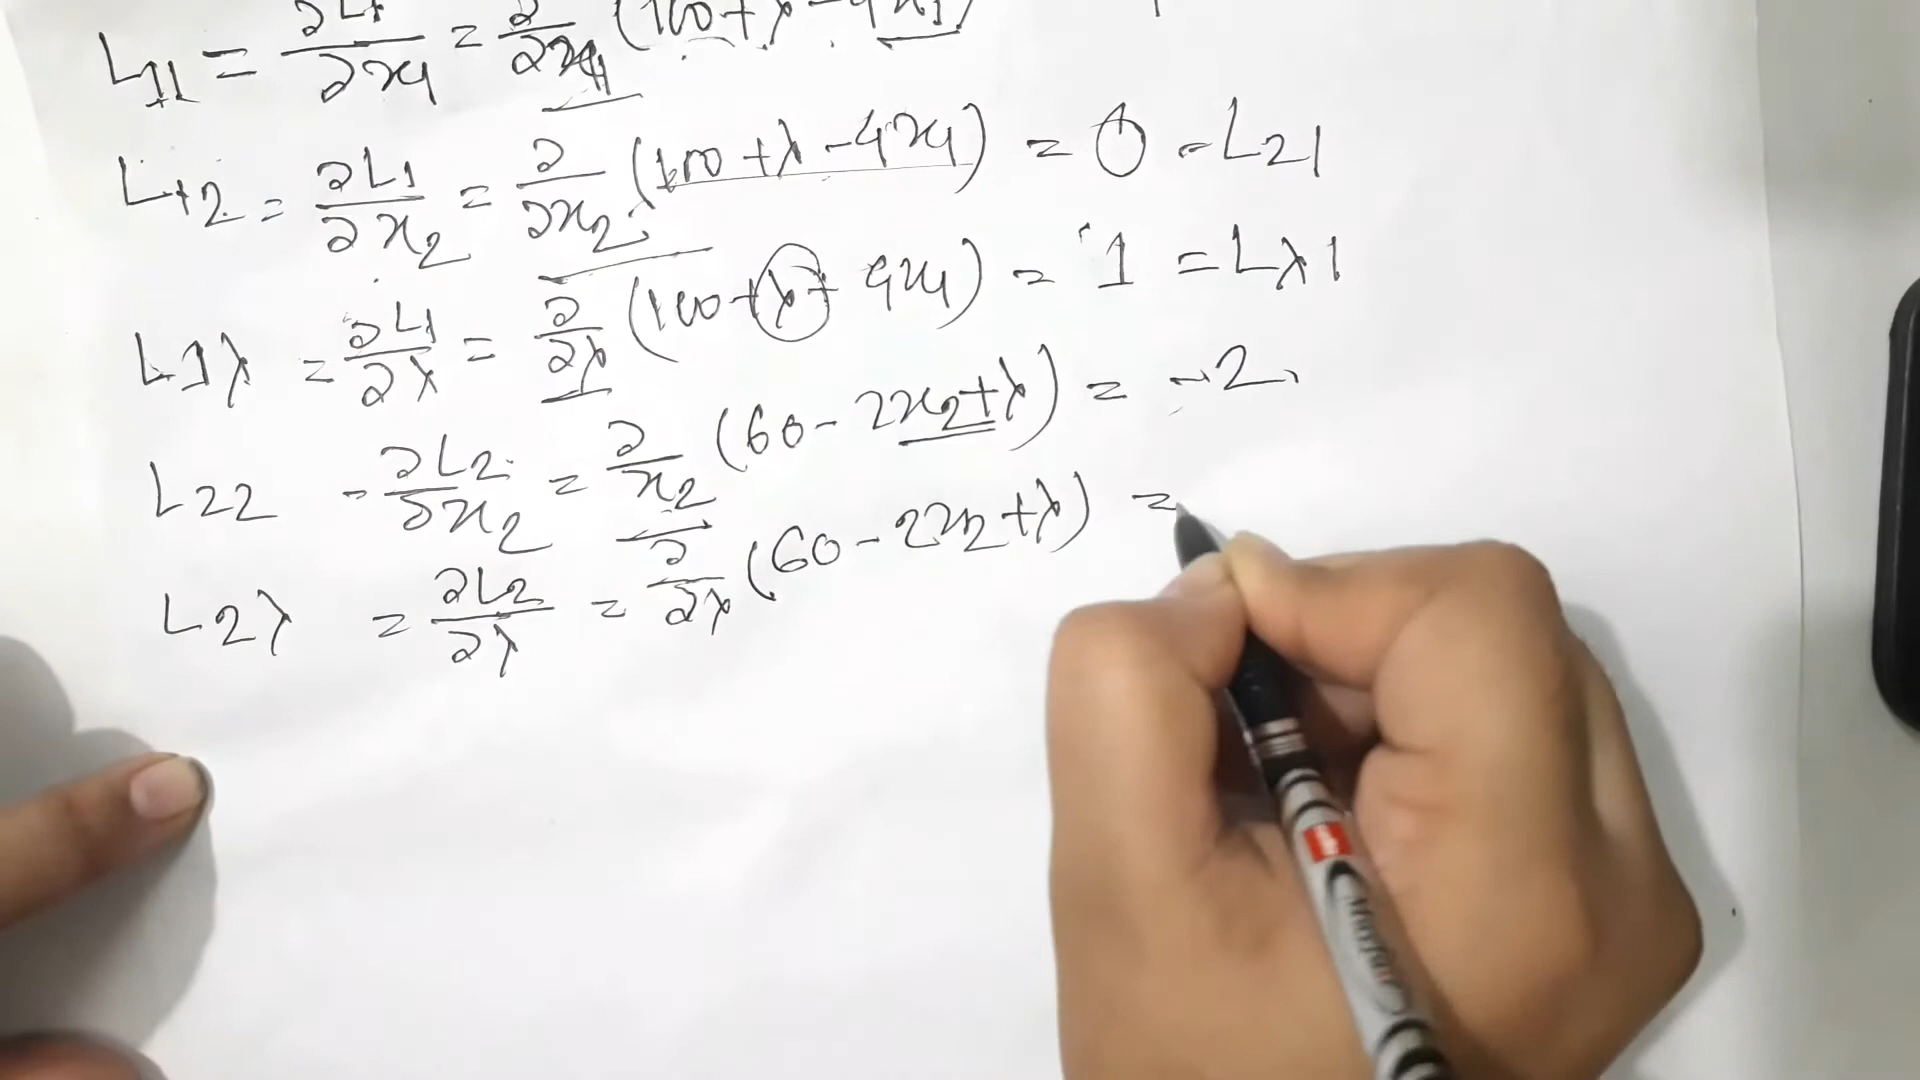 L11 = ∂L1/∂x1 = ∂/∂x1 (100+λ-4x1)
L12 = ∂L1/∂x2 = ∂/∂x2 (100+λ-4x1) = 0 = L21
L1λ = ∂L1/∂λ = ∂/∂λ (100+λ+4x1) = 1 = Lλ1
L22 = ∂L2/∂x2 = ∂/x2 (60-2x2+λ) = -2
L2λ = ∂L2/∂λ = ∂/∂λ (60-2x2+λ) =